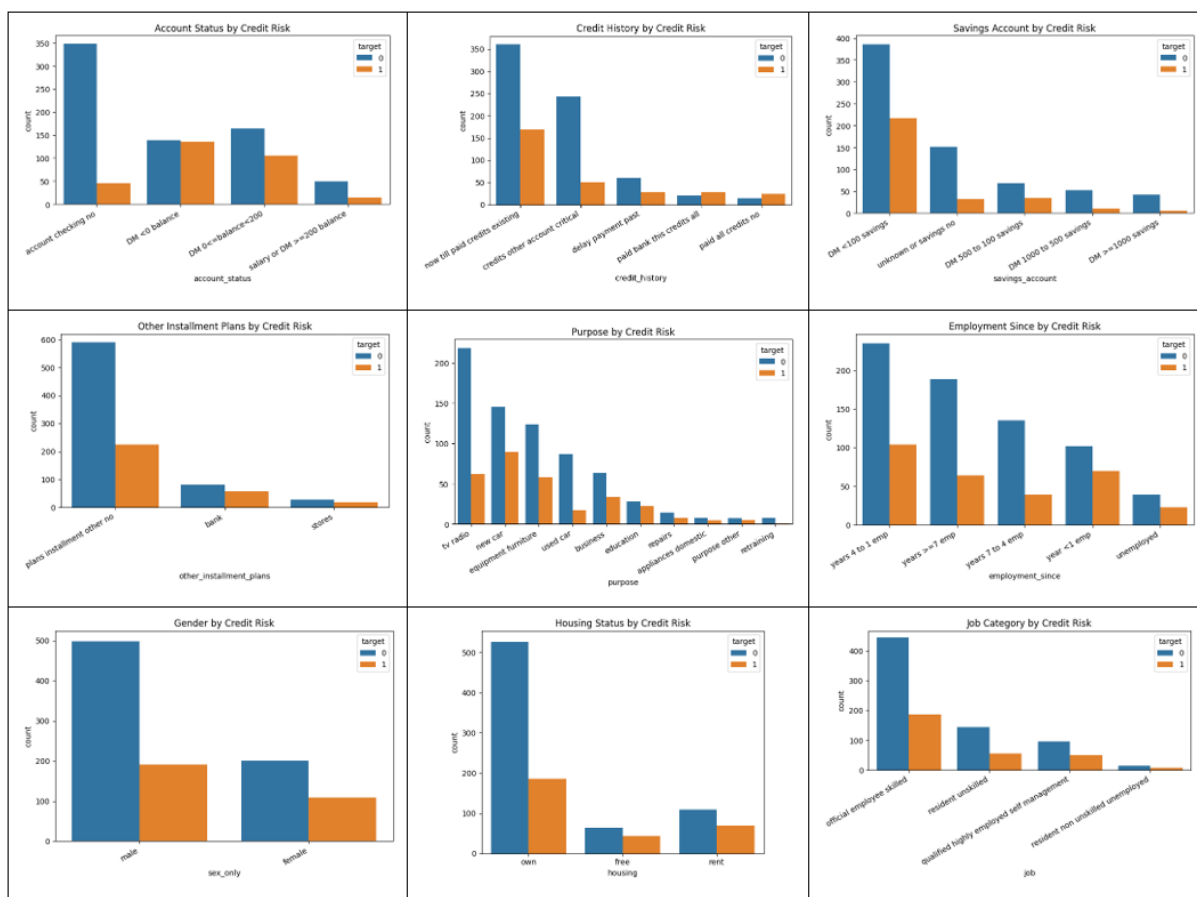 Account Status by Credit Risk
target
0
1
350
300
250
200
150
100
50
0
count
account checking no
DM <0 balance
DM 0<=balance<200
salary or DM >=200 balance
account_status
Credit History by Credit Risk
target
0
1
350
300
250
200
150
100
50
0
count
now till paid credits existing
credits other account critical
delay payment past
paid bank this credits all
paid all credits no
credit_history
Savings Account by Credit Risk
target
0
1
400
350
300
250
200
150
100
50
0
count
DM <100 savings
unknown or savings no
DM 500 to 100 savings
DM 1000 to 500 savings
DM >=1000 savings
savings_account
Other Installment Plans by Credit Risk
target
0
1
600
500
400
300
200
100
0
count
plans installment other no
bank
stores
other_installment_plans
Purpose by Credit Risk
target
0
1
200
150
100
50
0
count
tv radio
new car
equipment furniture
used car
business
education
repairs
appliances domestic
purpose other
retraining
purpose
Employment Since by Credit Risk
target
0
1
200
150
100
50
0
count
years 4 to 1 emp
years >=7 emp
years 7 to 4 emp
year <1 emp
unemployed
employment_since
Gender by Credit Risk
target
0
1
500
400
300
200
100
0
count
male
female
sex_only
Housing Status by Credit Risk
target
0
1
500
400
300
200
100
0
count
own
free
rent
housing
Job Category by Credit Risk
target
0
1
400
300
200
100
0
count
official employee skilled
resident unskilled
qualified highly employed self management
resident non skilled unemployed
job